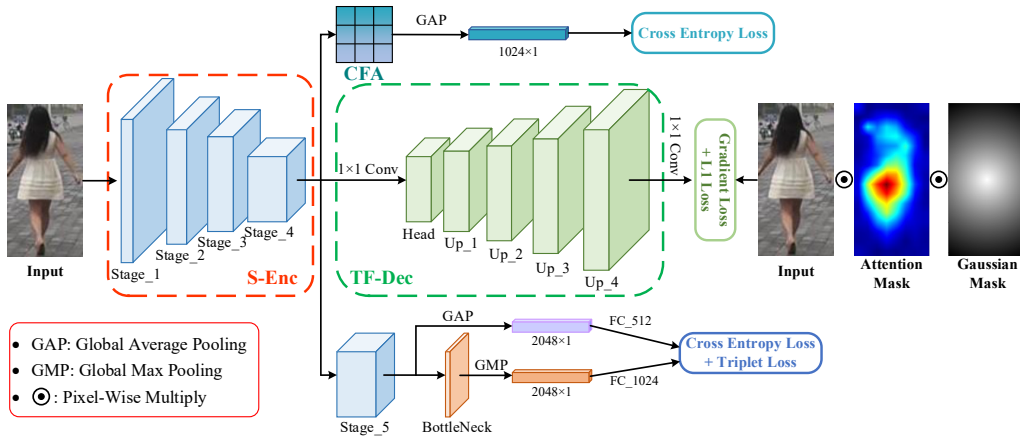 GAP
1024×1
Cross Entropy Loss
CFA
Input
Stage_1
Stage_2
Stage_3
Stage_4
S-Enc
1×1 Conv
Head
Up_1
Up_2
Up_3
Up_4
TF-Dec
1×1 Conv
Gradient Loss
+ L1 Loss
Input
Attention
Mask
Gaussian
Mask
• GAP: Global Average Pooling
• GMP: Global Max Pooling
• ⊙: Pixel-Wise Multiply
Stage_5
GAP
2048×1
FC_512
BottleNeck
GMP
2048×1
FC_1024
Cross Entropy Loss
+ Triplet Loss